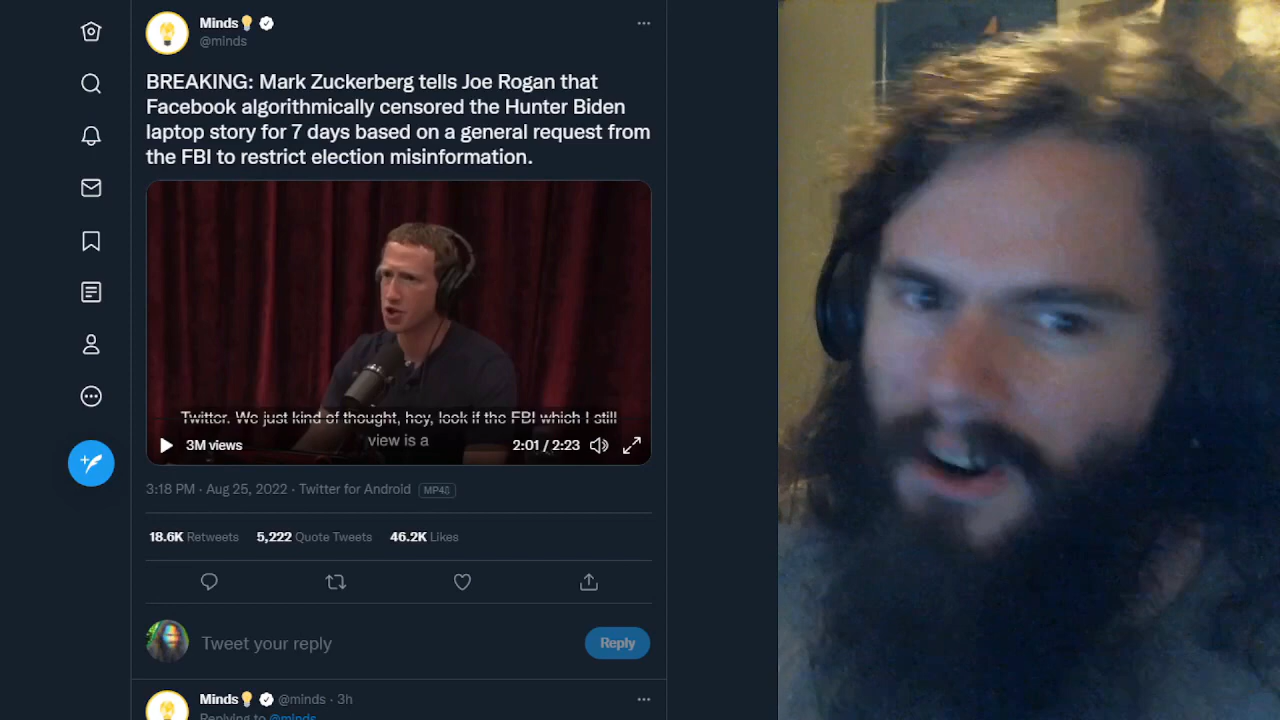 Minds💡
@minds
BREAKING: Mark Zuckerberg tells Joe Rogan that
Facebook algorithmically censored the Hunter Biden
laptop story for 7 days based on a general request from
the FBI to restrict election misinformation.
Twitter. We just kind of thought, hey, look if the FBI which I still
view is a
3M views
2:01 / 2:23
3:18 PM · Aug 25, 2022 · Twitter for Android MP4
18.6K Retweets 5,222 Quote Tweets 46.2K Likes
Tweet your reply
Reply
Minds💡 @minds · 3h
Replying to @minds